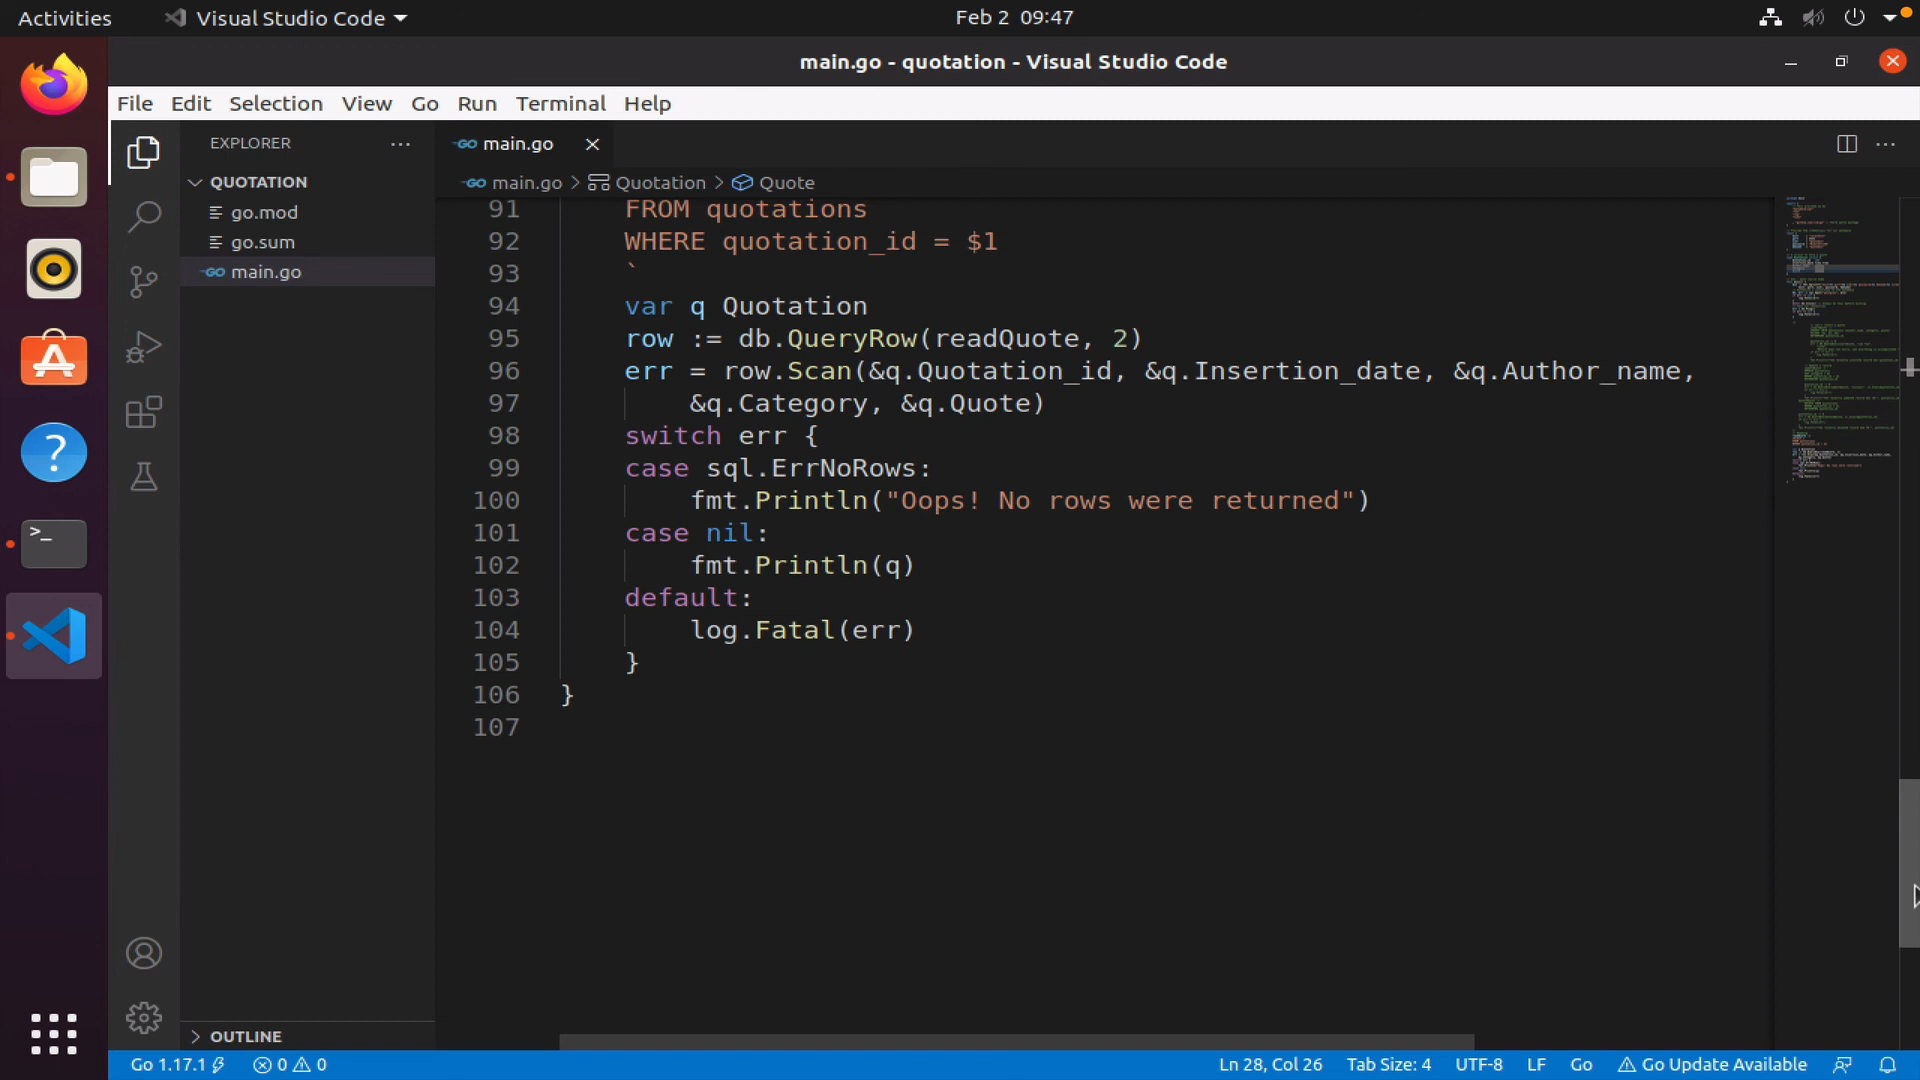 Activities Visual Studio Code Feb 2 09:47
main.go - quotation - Visual Studio Code
File Edit Selection View Go Run Terminal Help
EXPLORER
main.go
QUOTATION
main.go > Quotation > Quote
go.mod
go.sum
main.go
91 FROM quotations
92 WHERE quotation_id = $1
93 `
94 var q Quotation
95 row := db.QueryRow(readQuote, 2)
96 err = row.Scan(&q.Quotation_id, &q.Insertion_date, &q.Author_name,
97 &q.Category, &q.Quote)
98 switch err {
99 case sql.ErrNoRows:
100 fmt.Println("Oops! No rows were returned")
101 case nil:
102 fmt.Println(q)
103 default:
104 log.Fatal(err)
105 }
106 }
107
OUTLINE
Go 1.17.1 0 0 Ln 28, Col 26 Tab Size: 4 UTF-8 LF Go Go Update Available